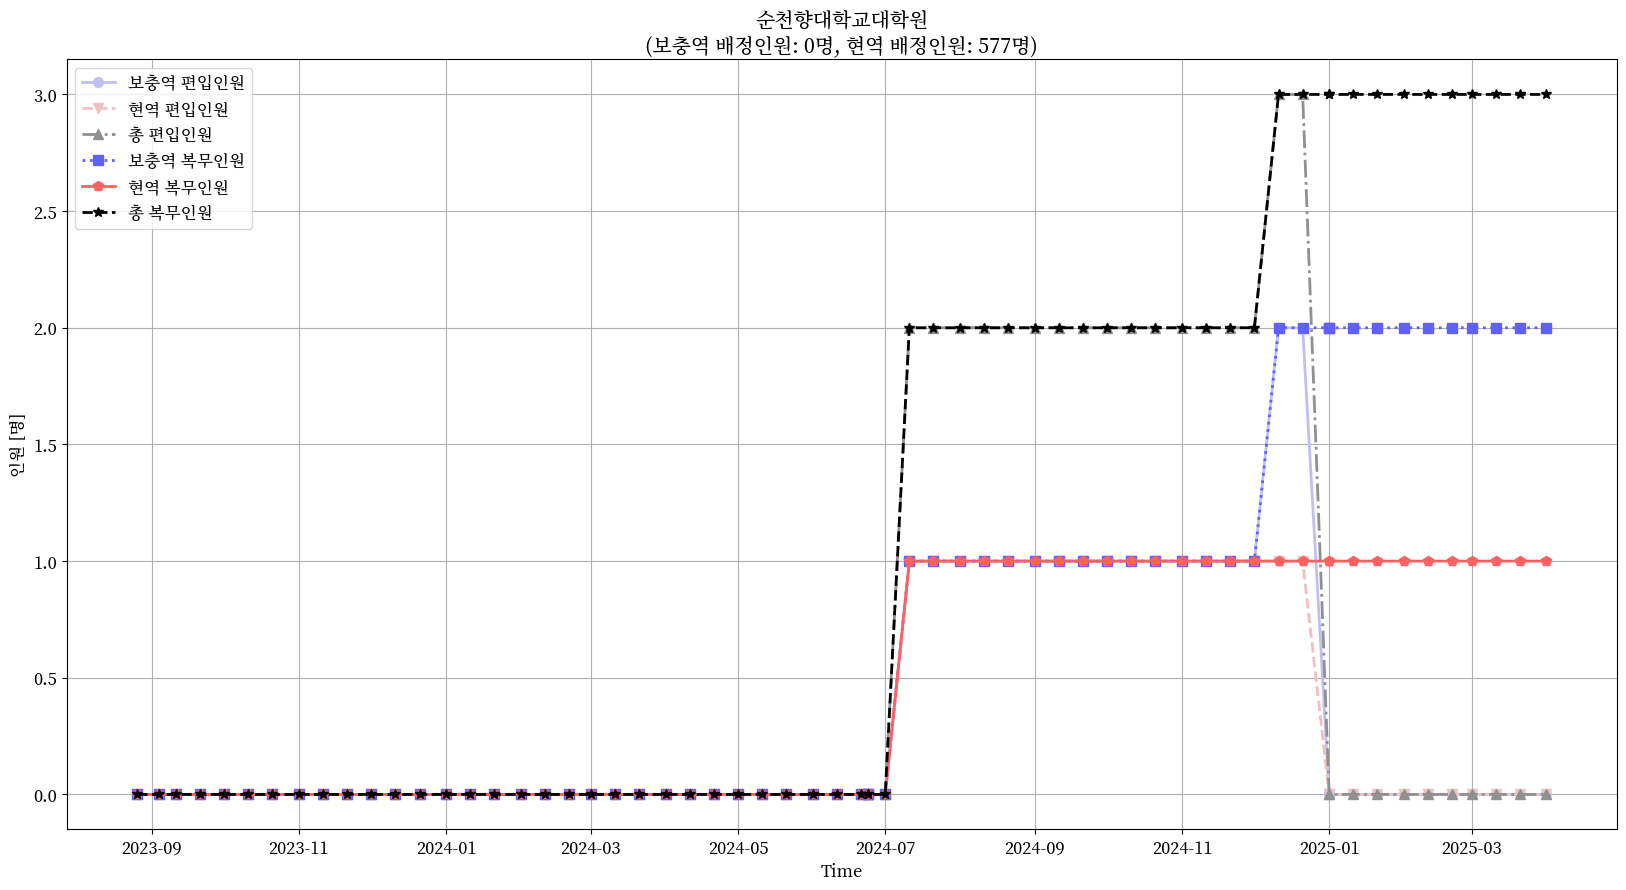 순천향대학교대학원
(보충역 배정인원: 0명, 현역 배정인원: 577명)
보충역 편입인원
현역 편입인원
총 편입인원
보충역 복무인원
현역 복무인원
총 복무인원
인원 [명]
3.0
2.5
2.0
1.5
1.0
0.5
0.0
2023-09 2023-11 2024-01 2024-03 2024-05 2024-07 2024-09 2024-11 2025-01 2025-03
Time